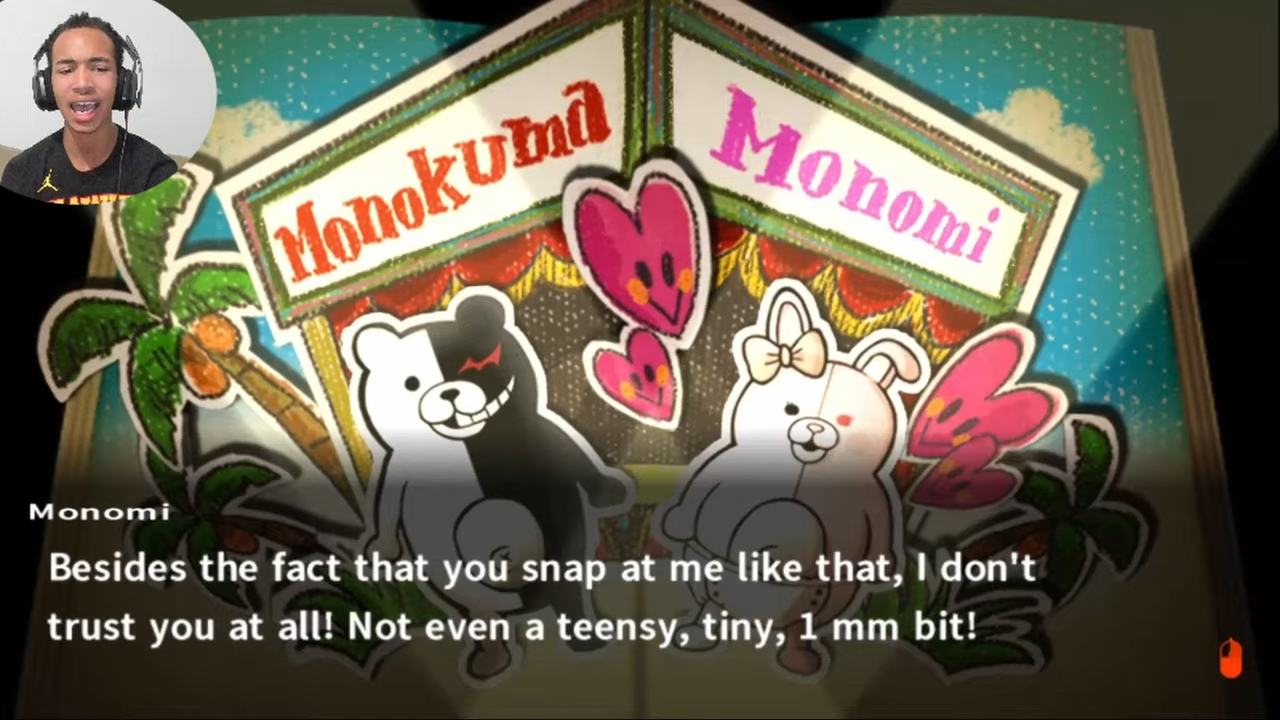 Monokuma
Monomi
Monomi
Besides the fact that you snap at me like that, I don't
trust you at all! Not even a teensy, tiny, 1 mm bit!